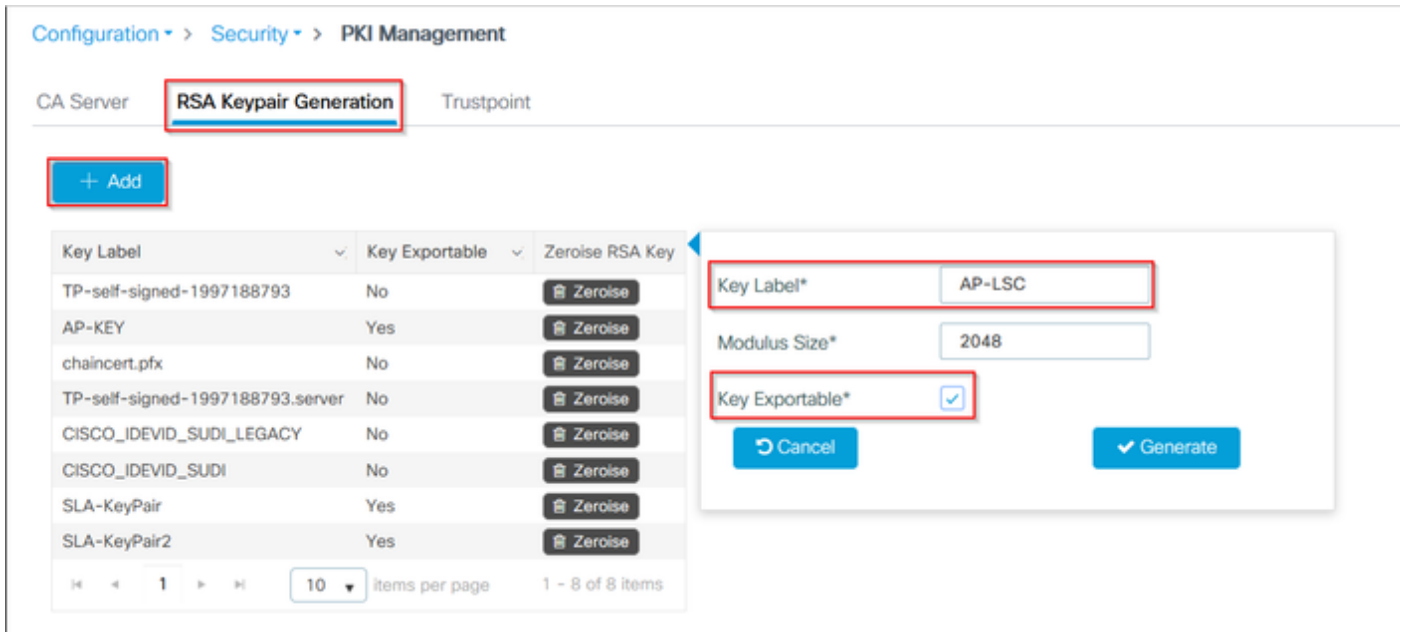 Configuration > Security > PKI Management
CA Server RSA Keypair Generation Trustpoint
+ Add
Key Label Key Exportable Zeroise RSA Key
TP-self-signed-1997188793 No Zeroise
AP-KEY Yes Zeroise
chaincert.pfx No Zeroise
TP-self-signed-1997188793.server No Zeroise
CISCO_IDEVID_SUDI_LEGACY No Zeroise
CISCO_IDEVID_SUDI No Zeroise
SLA-KeyPair Yes Zeroise
SLA-KeyPair2 Yes Zeroise
1 10 items per page 1 - 8 of 8 items
Key Label* AP-LSC
Modulus Size* 2048
Key Exportable*
Cancel Generate